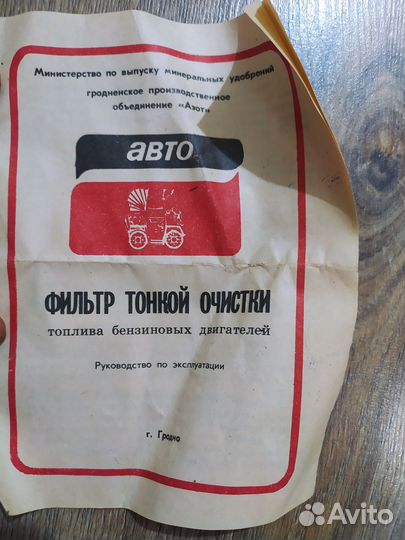 Министерство по выпуску минеральных удобрений
гродненское производственное
объединение «Азот»
авто
ФИЛЬТР ТОНКОЙ ОЧИСТКИ
топлива бензиновых двигателей
Руководство по эксплуатации
г. Гродно
Avito